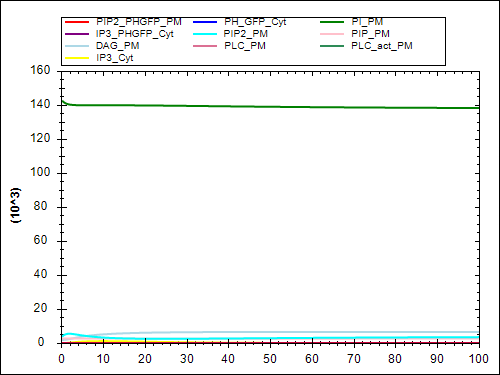 PIP2_PHGFP_PM PH_GFP_Cyt PI_PM
IP3_PHGFP_Cyt PIP2_PM PIP_PM
DAG_PM PLC_PM PLC_act_PM
IP3_Cyt
160
140
120
100
80
60
40
20
0
(10^3)
0 10 20 30 40 50 60 70 80 90 100